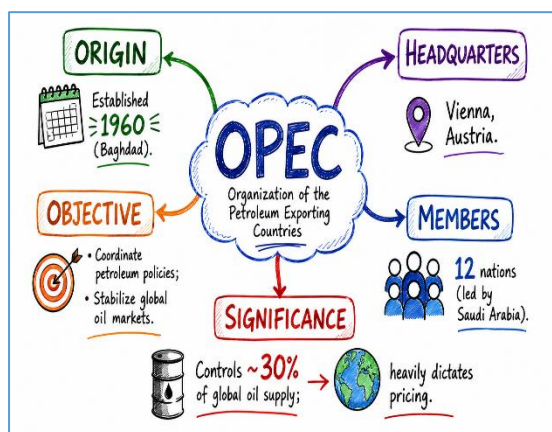 ORIGIN
Established
1960
(Baghdad).
HEADQUARTERS
Vienna,
Austria.
OPEC
Organization of the
Petroleum Exporting
Countries
OBJECTIVE
• Coordinate
petroleum policies;
• Stabilize global
oil markets.
MEMBERS
12 nations
(led by
Saudi Arabia).
SIGNIFICANCE
Controls ~30%
of global oil supply;
heavily dictates
pricing.